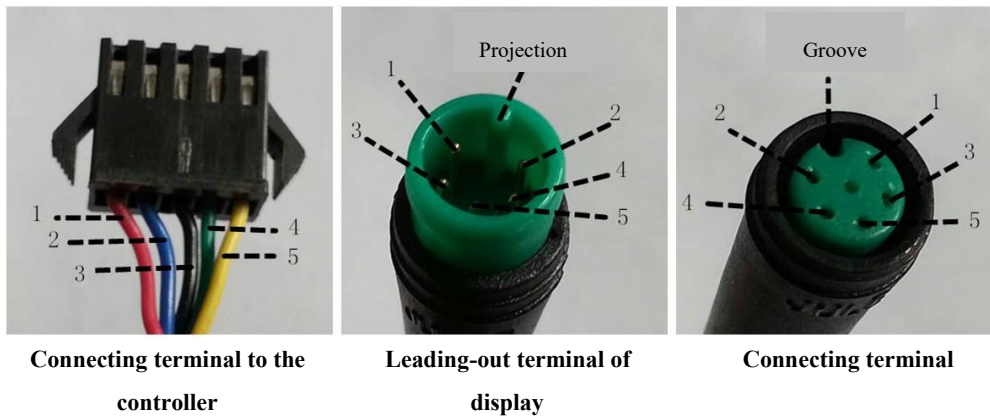 Projection
Groove
1
2
3
4
5
1
3
2
4
5
2
4
1
3
5
Connecting terminal to the
controller
Leading-out terminal of
display
Connecting terminal